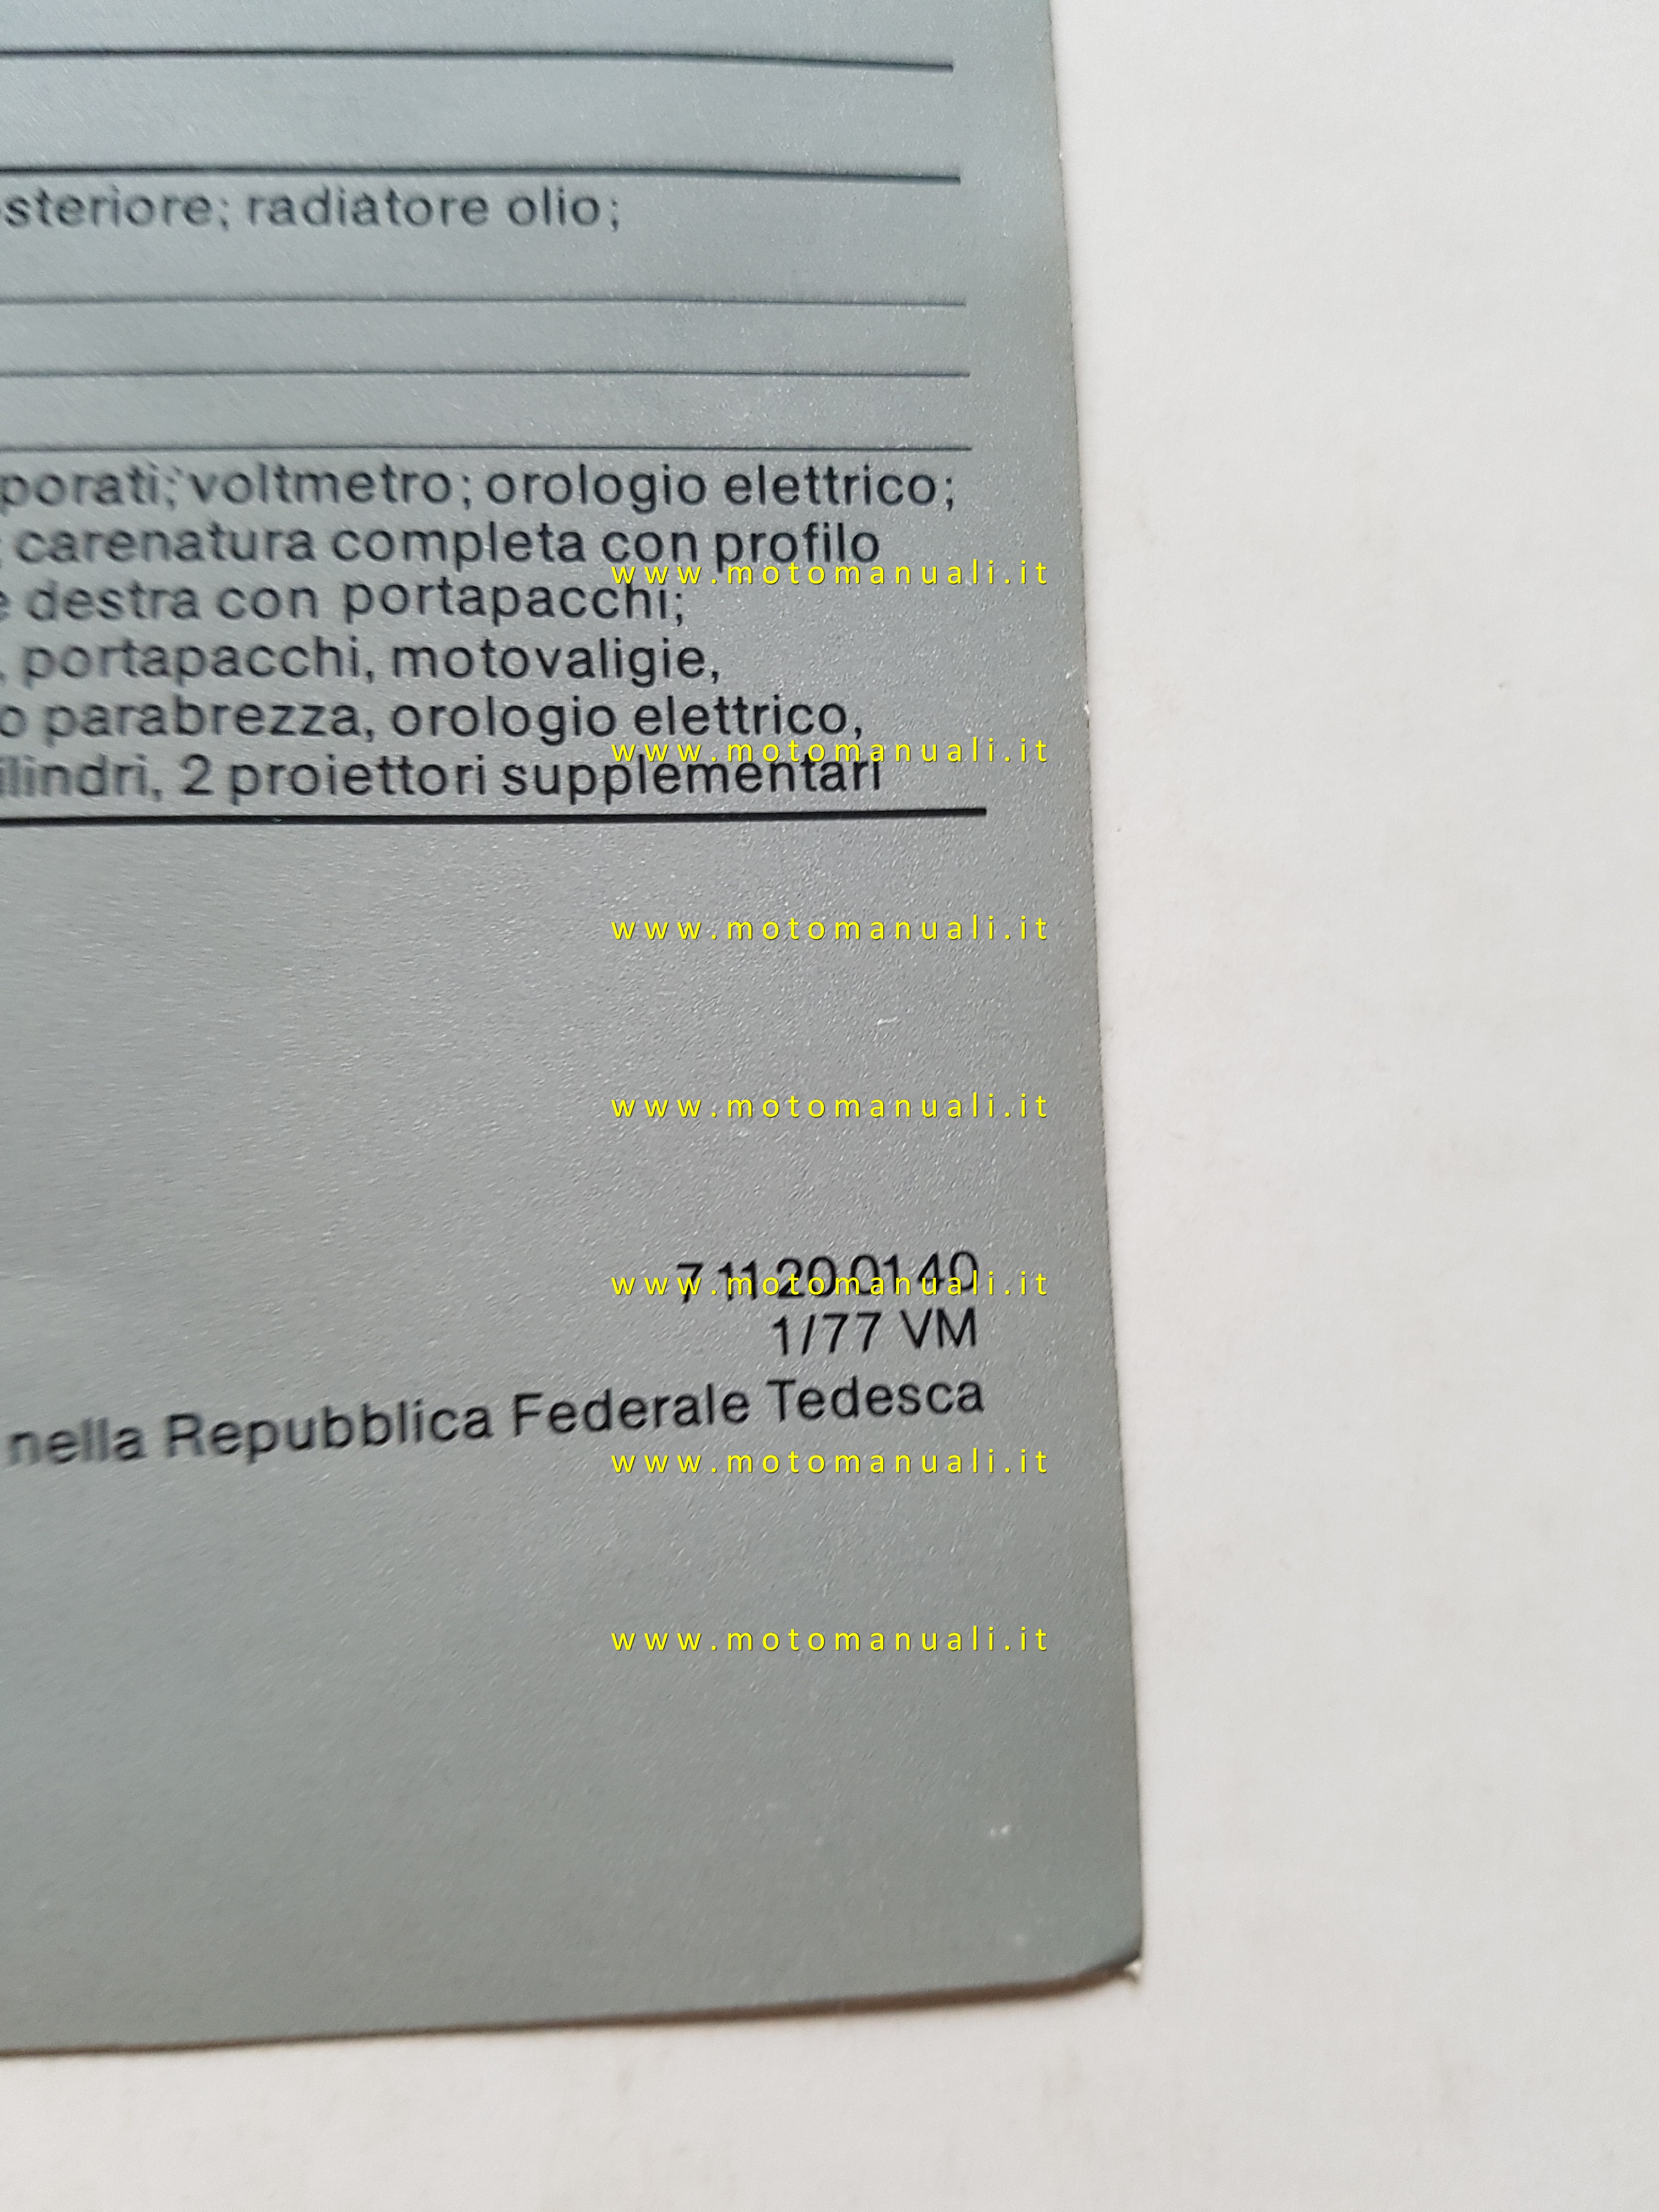 steriore; radiatore olio;
porati; voltmetro; orologio elettrico;
; carenatura completa con profilo
www.motomanuali.it
e destra con portapacchi;
, portapacchi, motovaligie,
o parabrezza, orologio elettrico,
www.motomanuali.it
ilindri, 2 proiettori supplementari
www.motomanuali.it
www.motomanuali.it
7 11 20 01 40
www.motomanuali.it
1/77 VM
nella Repubblica Federale Tedesca
www.motomanuali.it
www.motomanuali.it